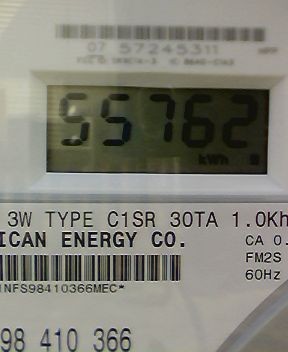 07 57245311
55762
kWh
3W TYPE C1SR 30TA 1.0Kh
ICAN ENERGY CO.
CA 0.
FM2S
60Hz
NFS98410366MEC*
98 410 366